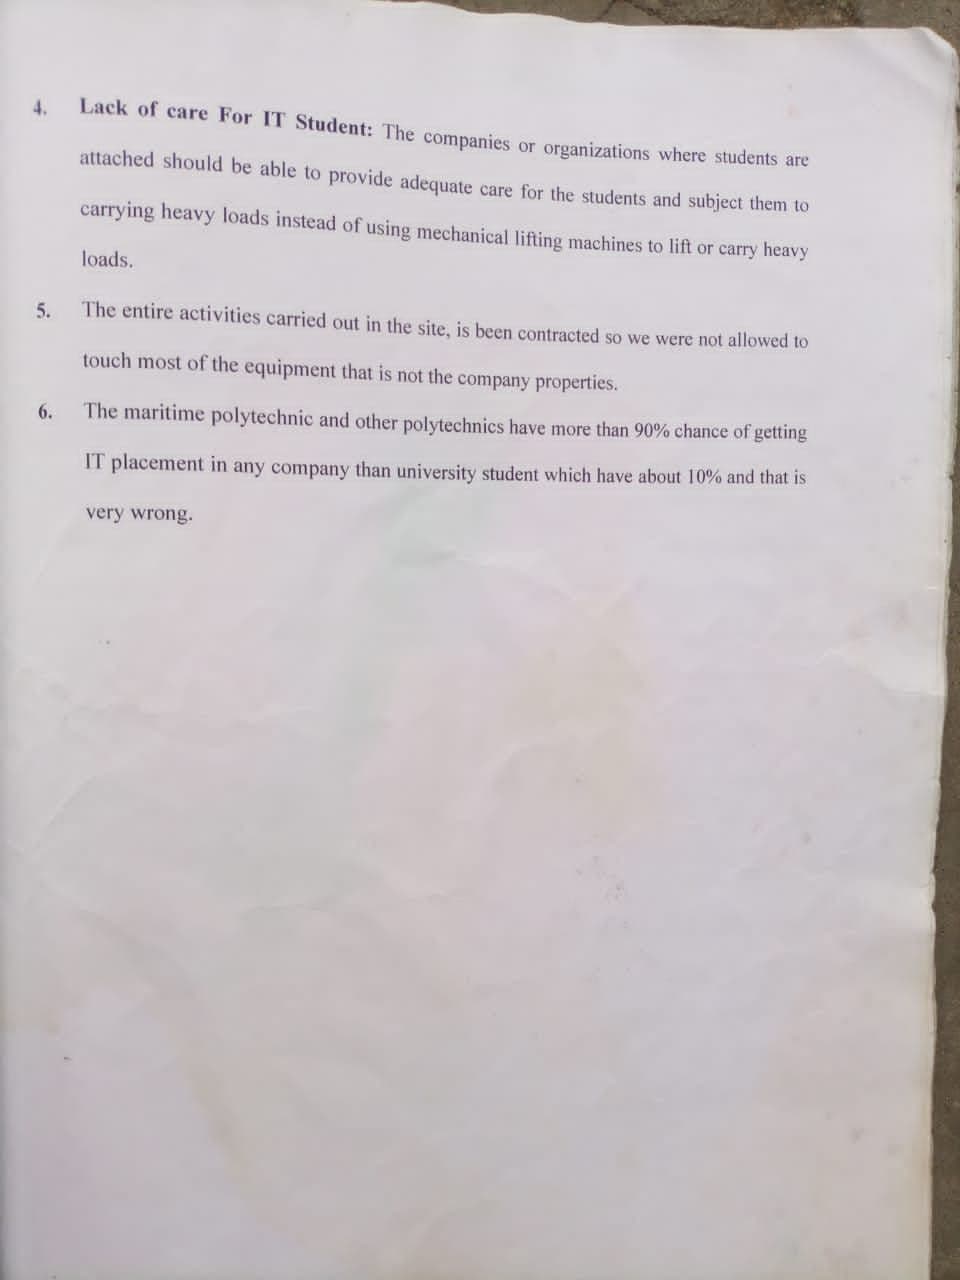 4. Lack of care For IT Student: The companies or organizations where students are
attached should be able to provide adequate care for the students and subject them to
carrying heavy loads instead of using mechanical lifting machines to lift or carry heavy
loads.
5. The entire activities carried out in the site, is been contracted so we were not allowed to
touch most of the equipment that is not the company properties.
6. The maritime polytechnic and other polytechnics have more than 90% chance of getting
IT placement in any company than university student which have about 10% and that is
very wrong.